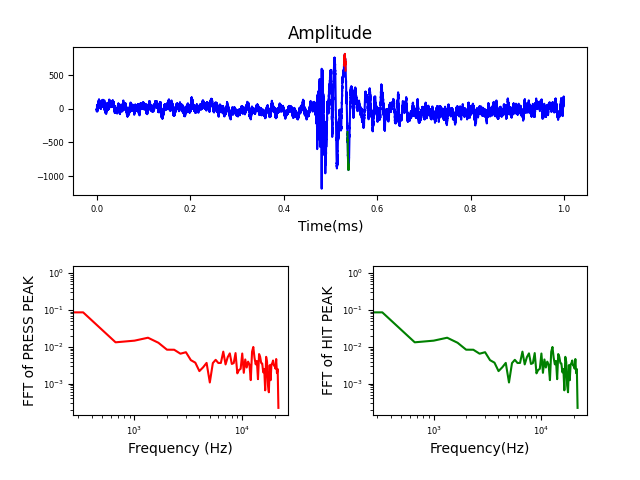 Amplitude
500
0
−500
−1000
0.0 0.2 0.4 0.6 0.8 1.0
Time(ms)
FFT of PRESS PEAK
10⁰
10⁻¹
10⁻²
10⁻³
10³ 10⁴
Frequency (Hz)
FFT of HIT PEAK
10⁰
10⁻¹
10⁻²
10⁻³
10³ 10⁴
Frequency(Hz)